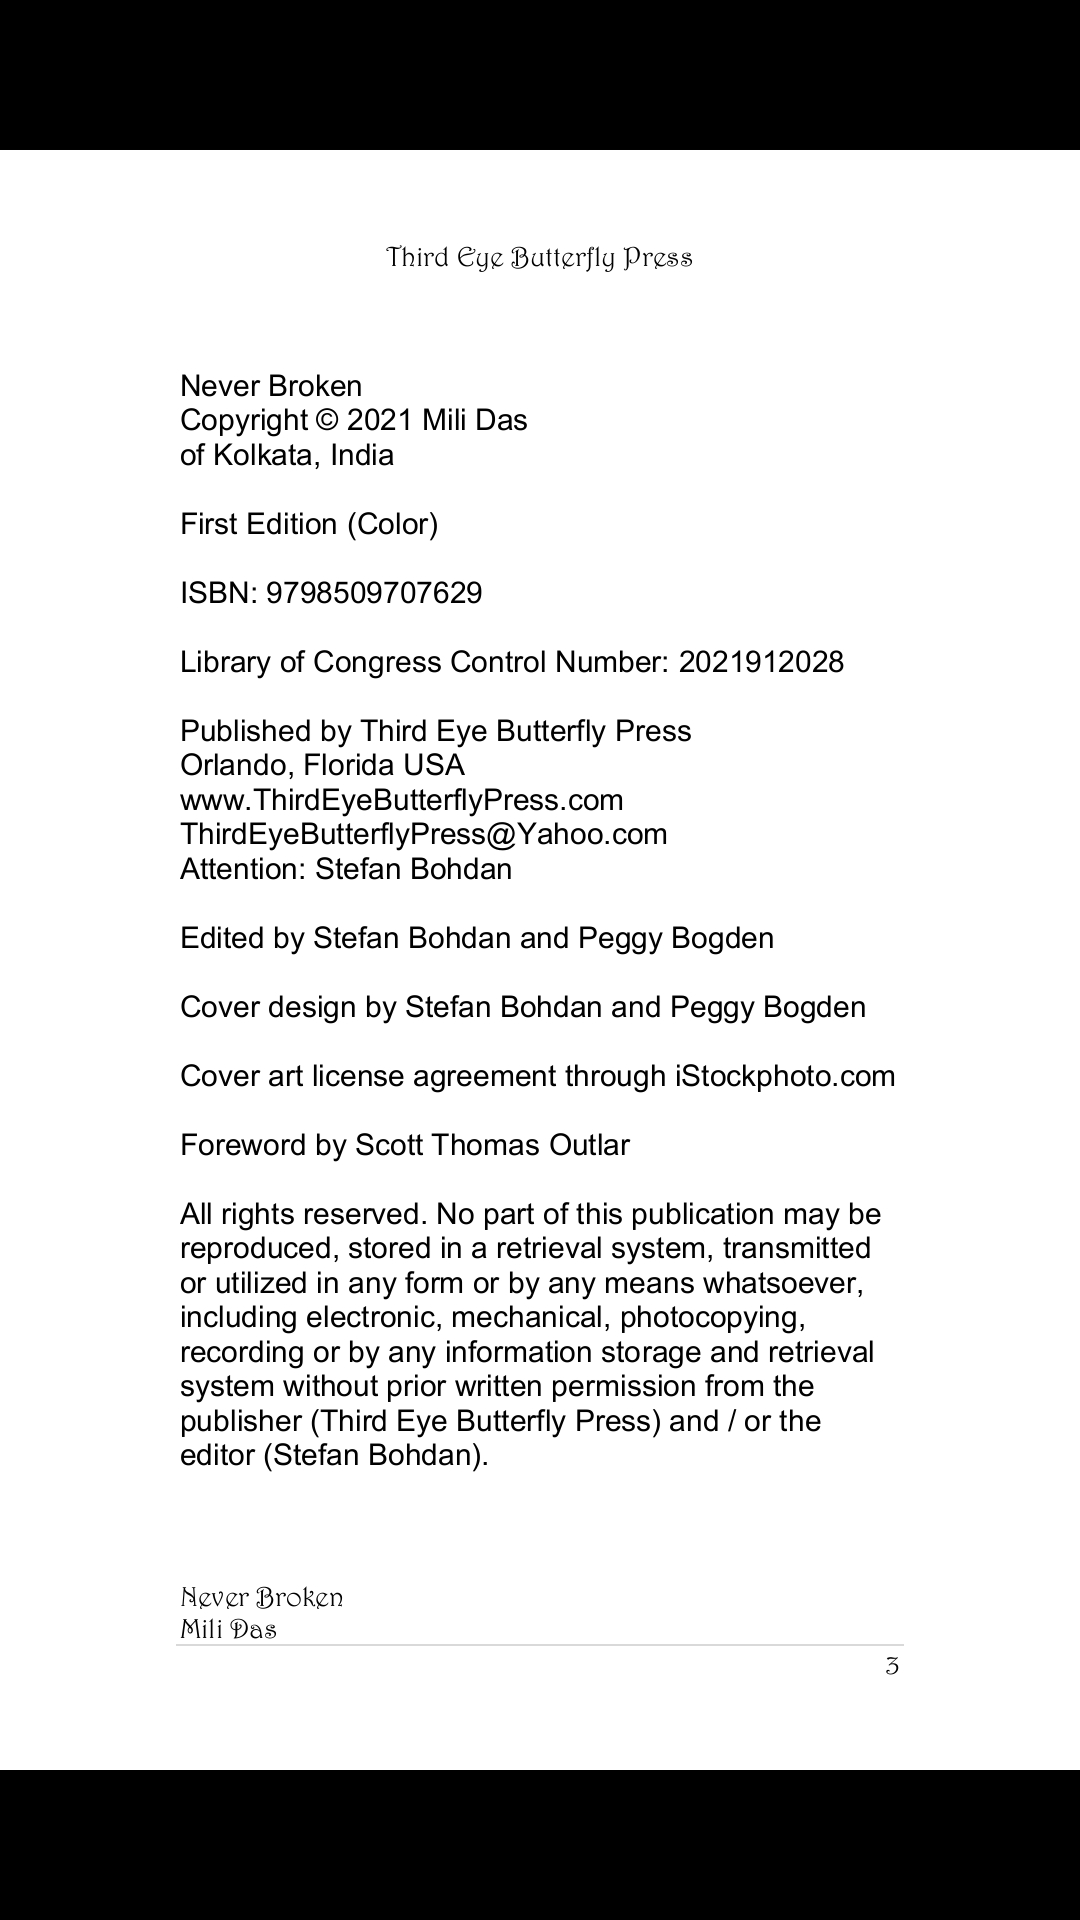 Third Eye Butterfly Press
Never Broken
Copyright © 2021 Mili Das
of Kolkata, India
First Edition (Color)
ISBN: 9798509707629
Library of Congress Control Number: 2021912028
Published by Third Eye Butterfly Press
Orlando, Florida USA
www.ThirdEyeButterflyPress.com
ThirdEyeButterflyPress@Yahoo.com
Attention: Stefan Bohdan
Edited by Stefan Bohdan and Peggy Bogden
Cover design by Stefan Bohdan and Peggy Bogden
Cover art license agreement through iStockphoto.com
Foreword by Scott Thomas Outlar
All rights reserved. No part of this publication may be
reproduced, stored in a retrieval system, transmitted
or utilized in any form or by any means whatsoever,
including electronic, mechanical, photocopying,
recording or by any information storage and retrieval
system without prior written permission from the
publisher (Third Eye Butterfly Press) and / or the
editor (Stefan Bohdan).
Never Broken
Mili Das
3